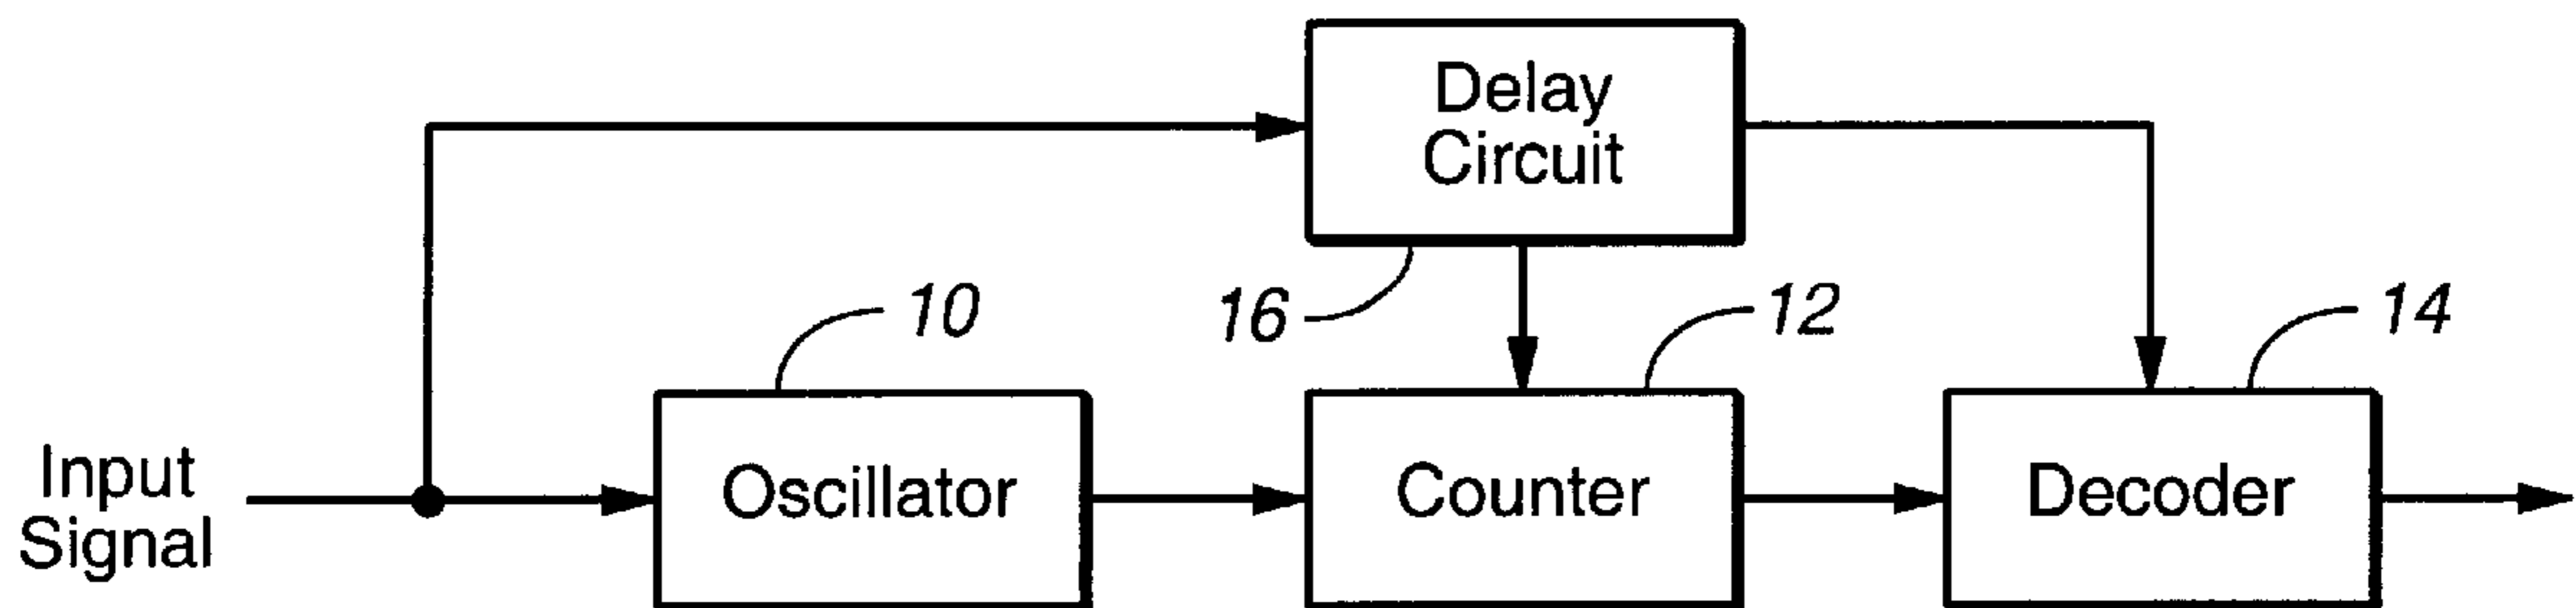 Delay
Circuit
16
10
12
14
Input
Signal
Oscillator
Counter
Decoder